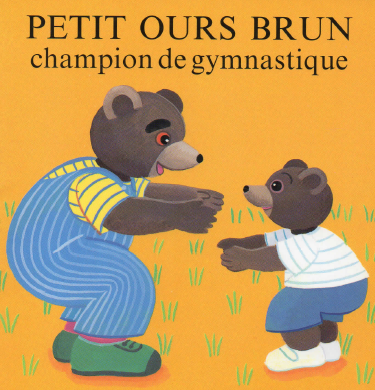 PETIT OURS BRUN
champion de gymnastique